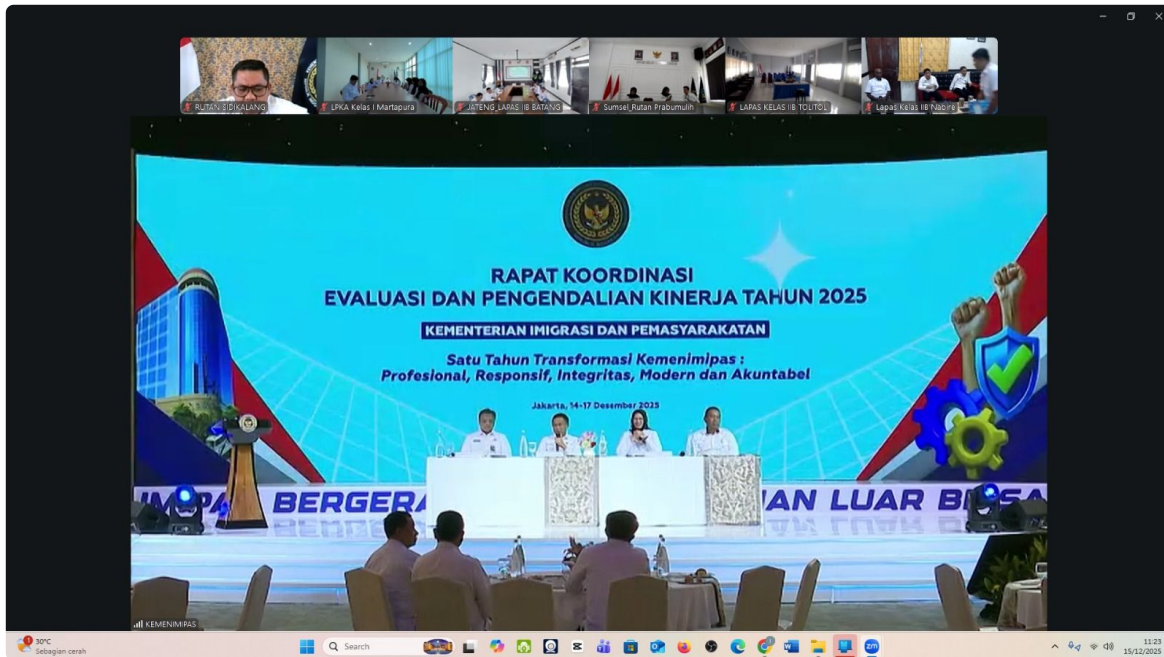 RUTAN SIDIKALANG
LPKA Kelas I Martapura
JATENG_LAPAS IIB BATANG
Sumsel_Rutan Prabumulih
LAPAS KELAS IIB TOLITOLI
Lapas Kelas IIB Nabire
RAPAT KOORDINASI
EVALUASI DAN PENGENDALIAN KINERJA TAHUN 2025
KEMENTERIAN IMIGRASI DAN PEMASYARAKATAN
Satu Tahun Transformasi Kemenimipas :
Profesional, Responsif, Integritas, Modern dan Akuntabel
Jakarta, 14-17 Desember 2025
BERGERA AN LUAR B SA
KEMENIMIPAS
30°C
Sebagian cerah
Search
zm
11:23
15/12/2025